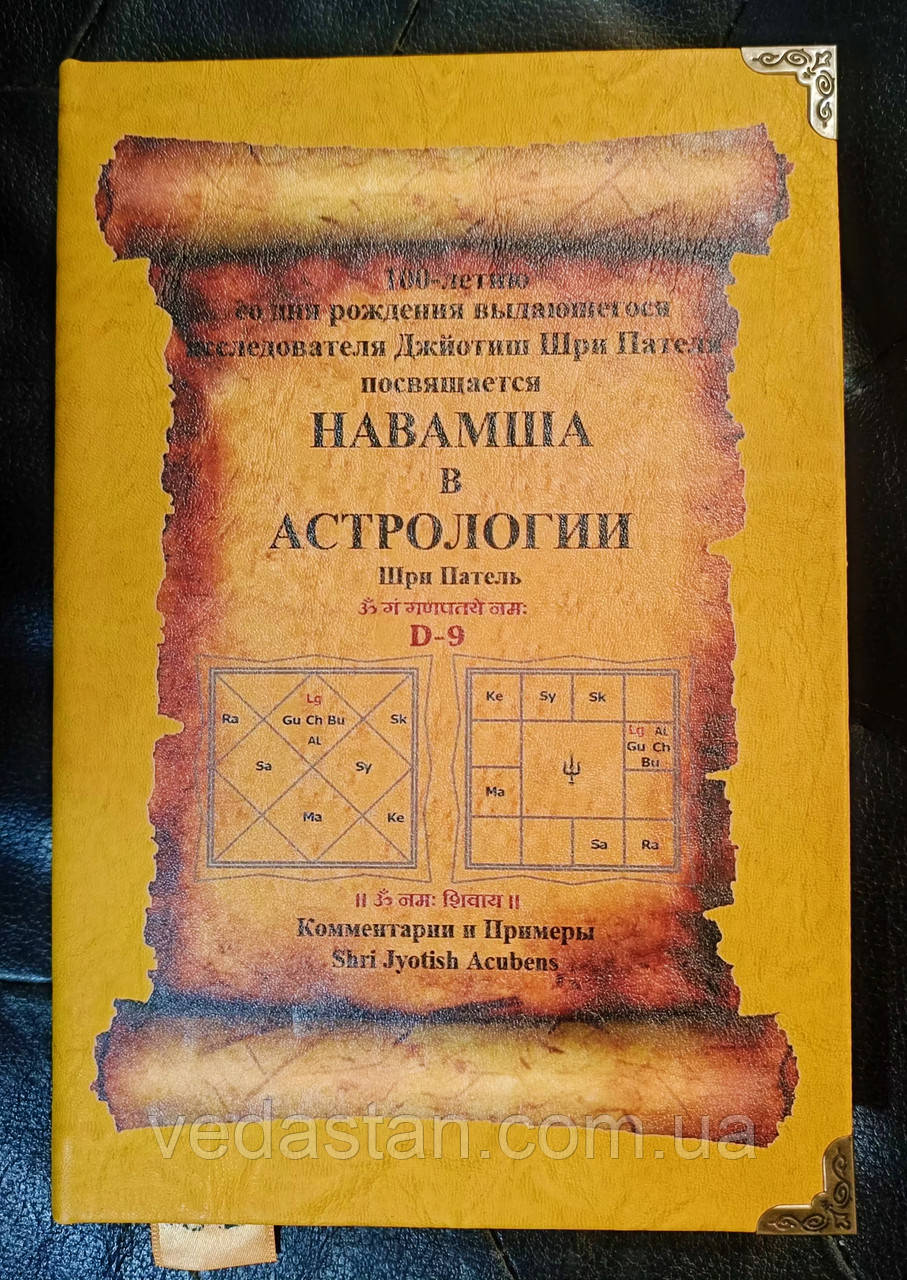 100-летию
со дня рождения выдающегося
исследователя Джйотиш Шри Пателя
посвящается
НАВАМША
В
АСТРОЛОГИИ
Шри Патель
ॐ गं गणपतये नमः
D-9
Lg
Ra Gu Ch Bu Sk
AL
Sa Sy
Ma Ke
Ke Sy Sk
Lg AL
Gu Ch
Bu
Ma
Sa Ra
॥ ॐ नमः शिवाय ॥
Комментарии и Примеры
Shri Jyotish Acubens
vedastan.com.ua